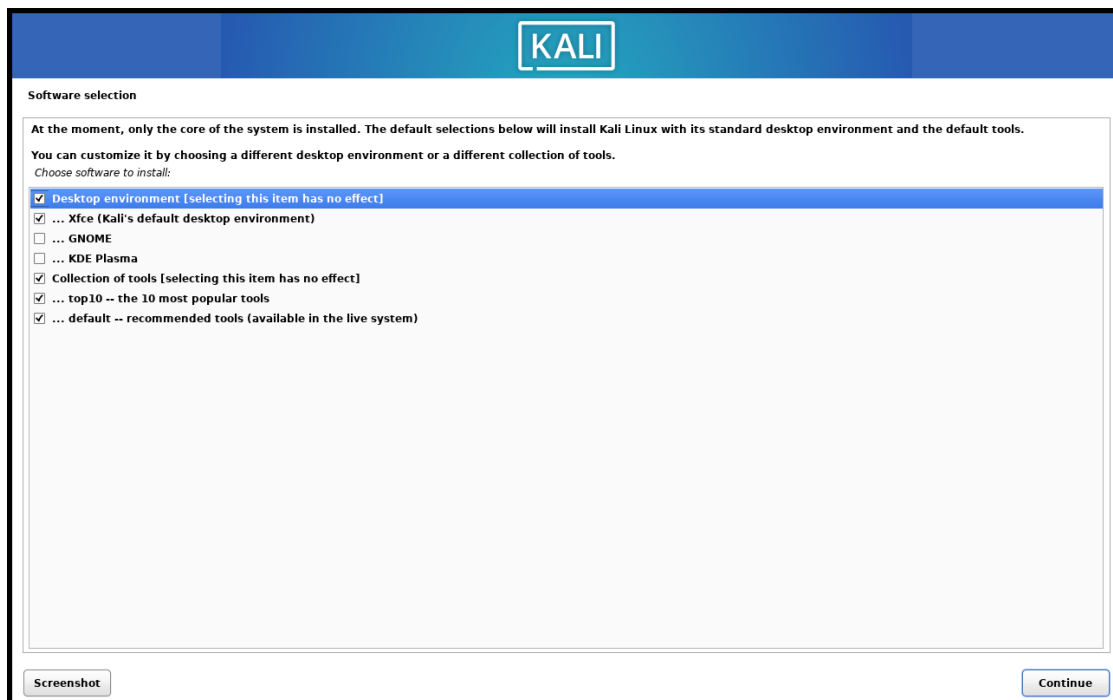 KALI
Software selection
At the moment, only the core of the system is installed. The default selections below will install Kali Linux with its standard desktop environment and the default tools.
You can customize it by choosing a different desktop environment or a different collection of tools.
Choose software to install:
Desktop environment [selecting this item has no effect]
... Xfce (Kali's default desktop environment)
... GNOME
... KDE Plasma
Collection of tools [selecting this item has no effect]
... top10 -- the 10 most popular tools
... default -- recommended tools (available in the live system)
Screenshot
Continue